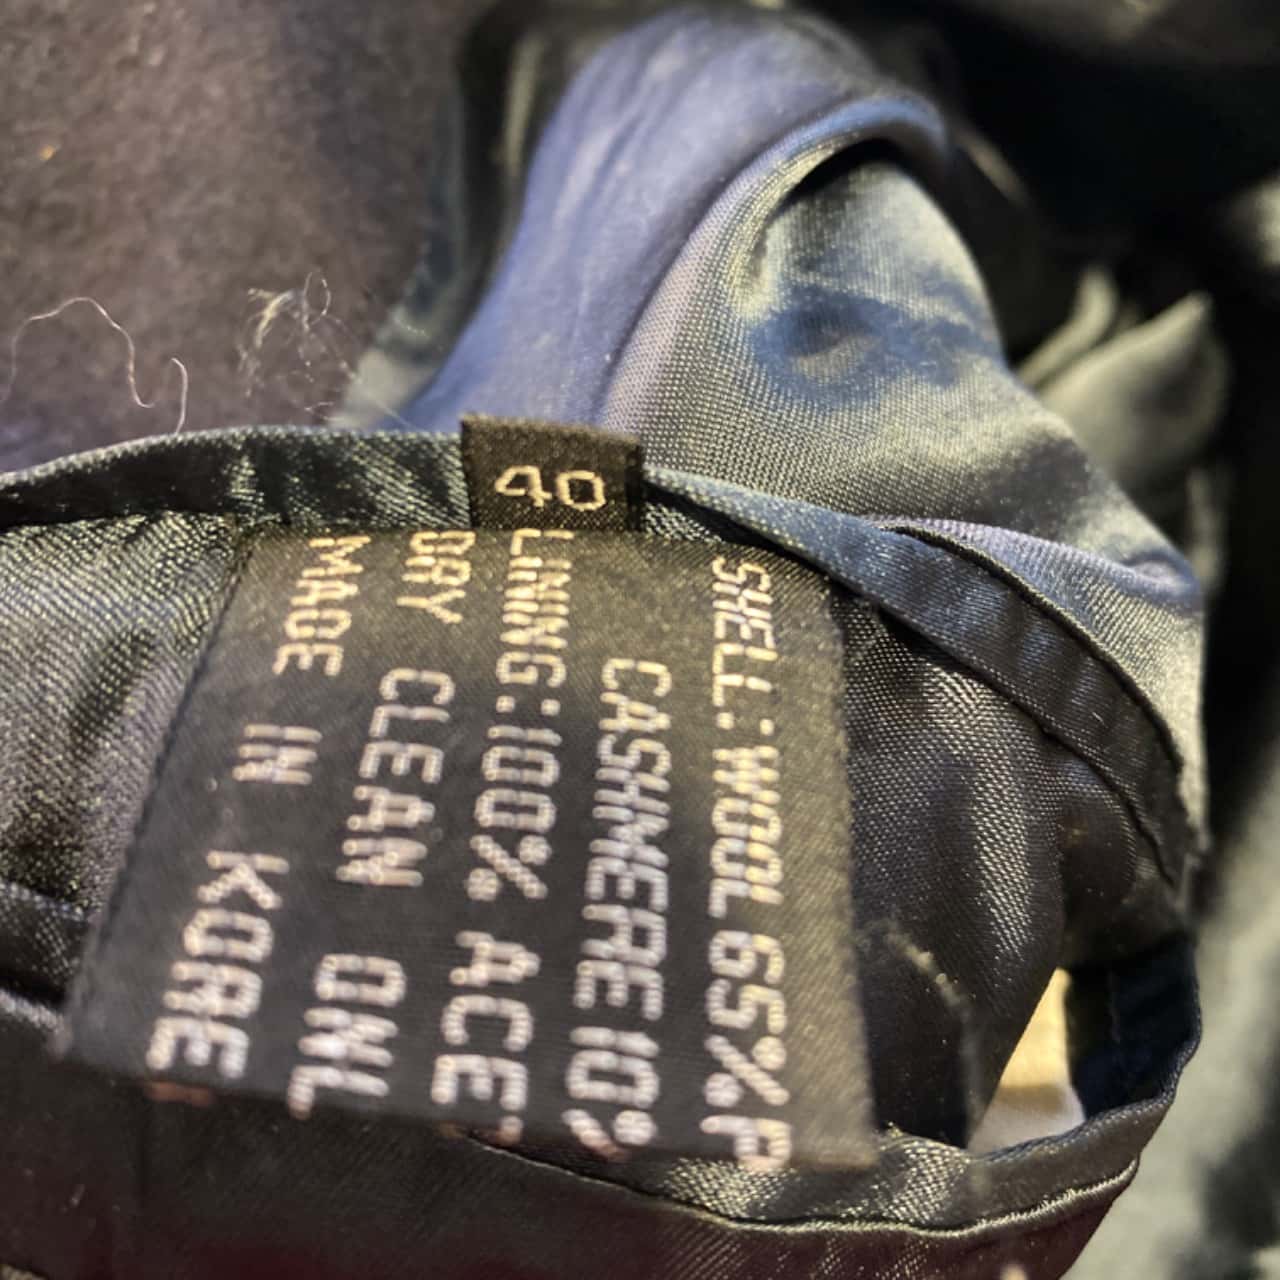 40
SHELL:WOOL 65% P
CASHMERE 10%
LINING:100% ACE
DRY CLEAN ONL
MADE IN KORE